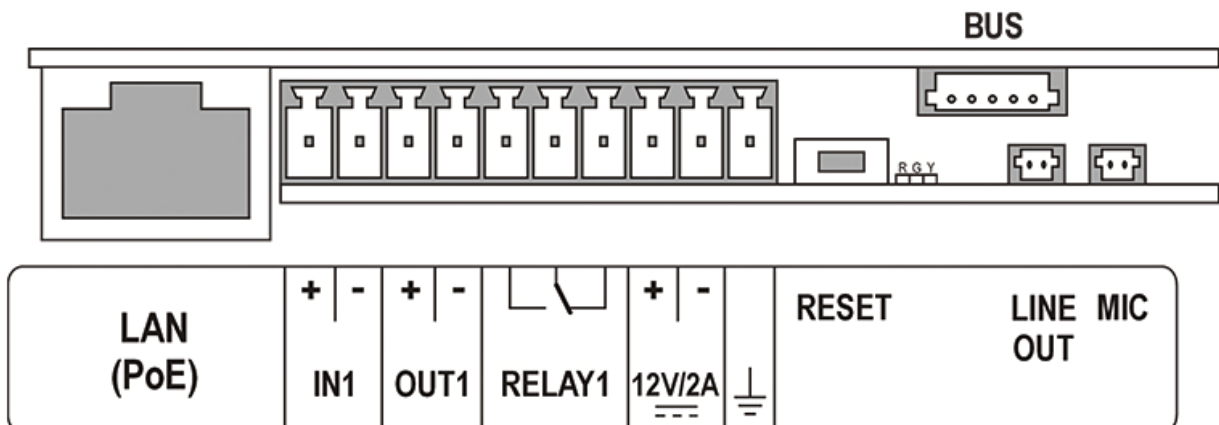 BUS
R G Y
+ - + - + -
RESET
LINE OUT
MIC
LAN
(PoE)
IN1
OUT1
RELAY1
12V/2A